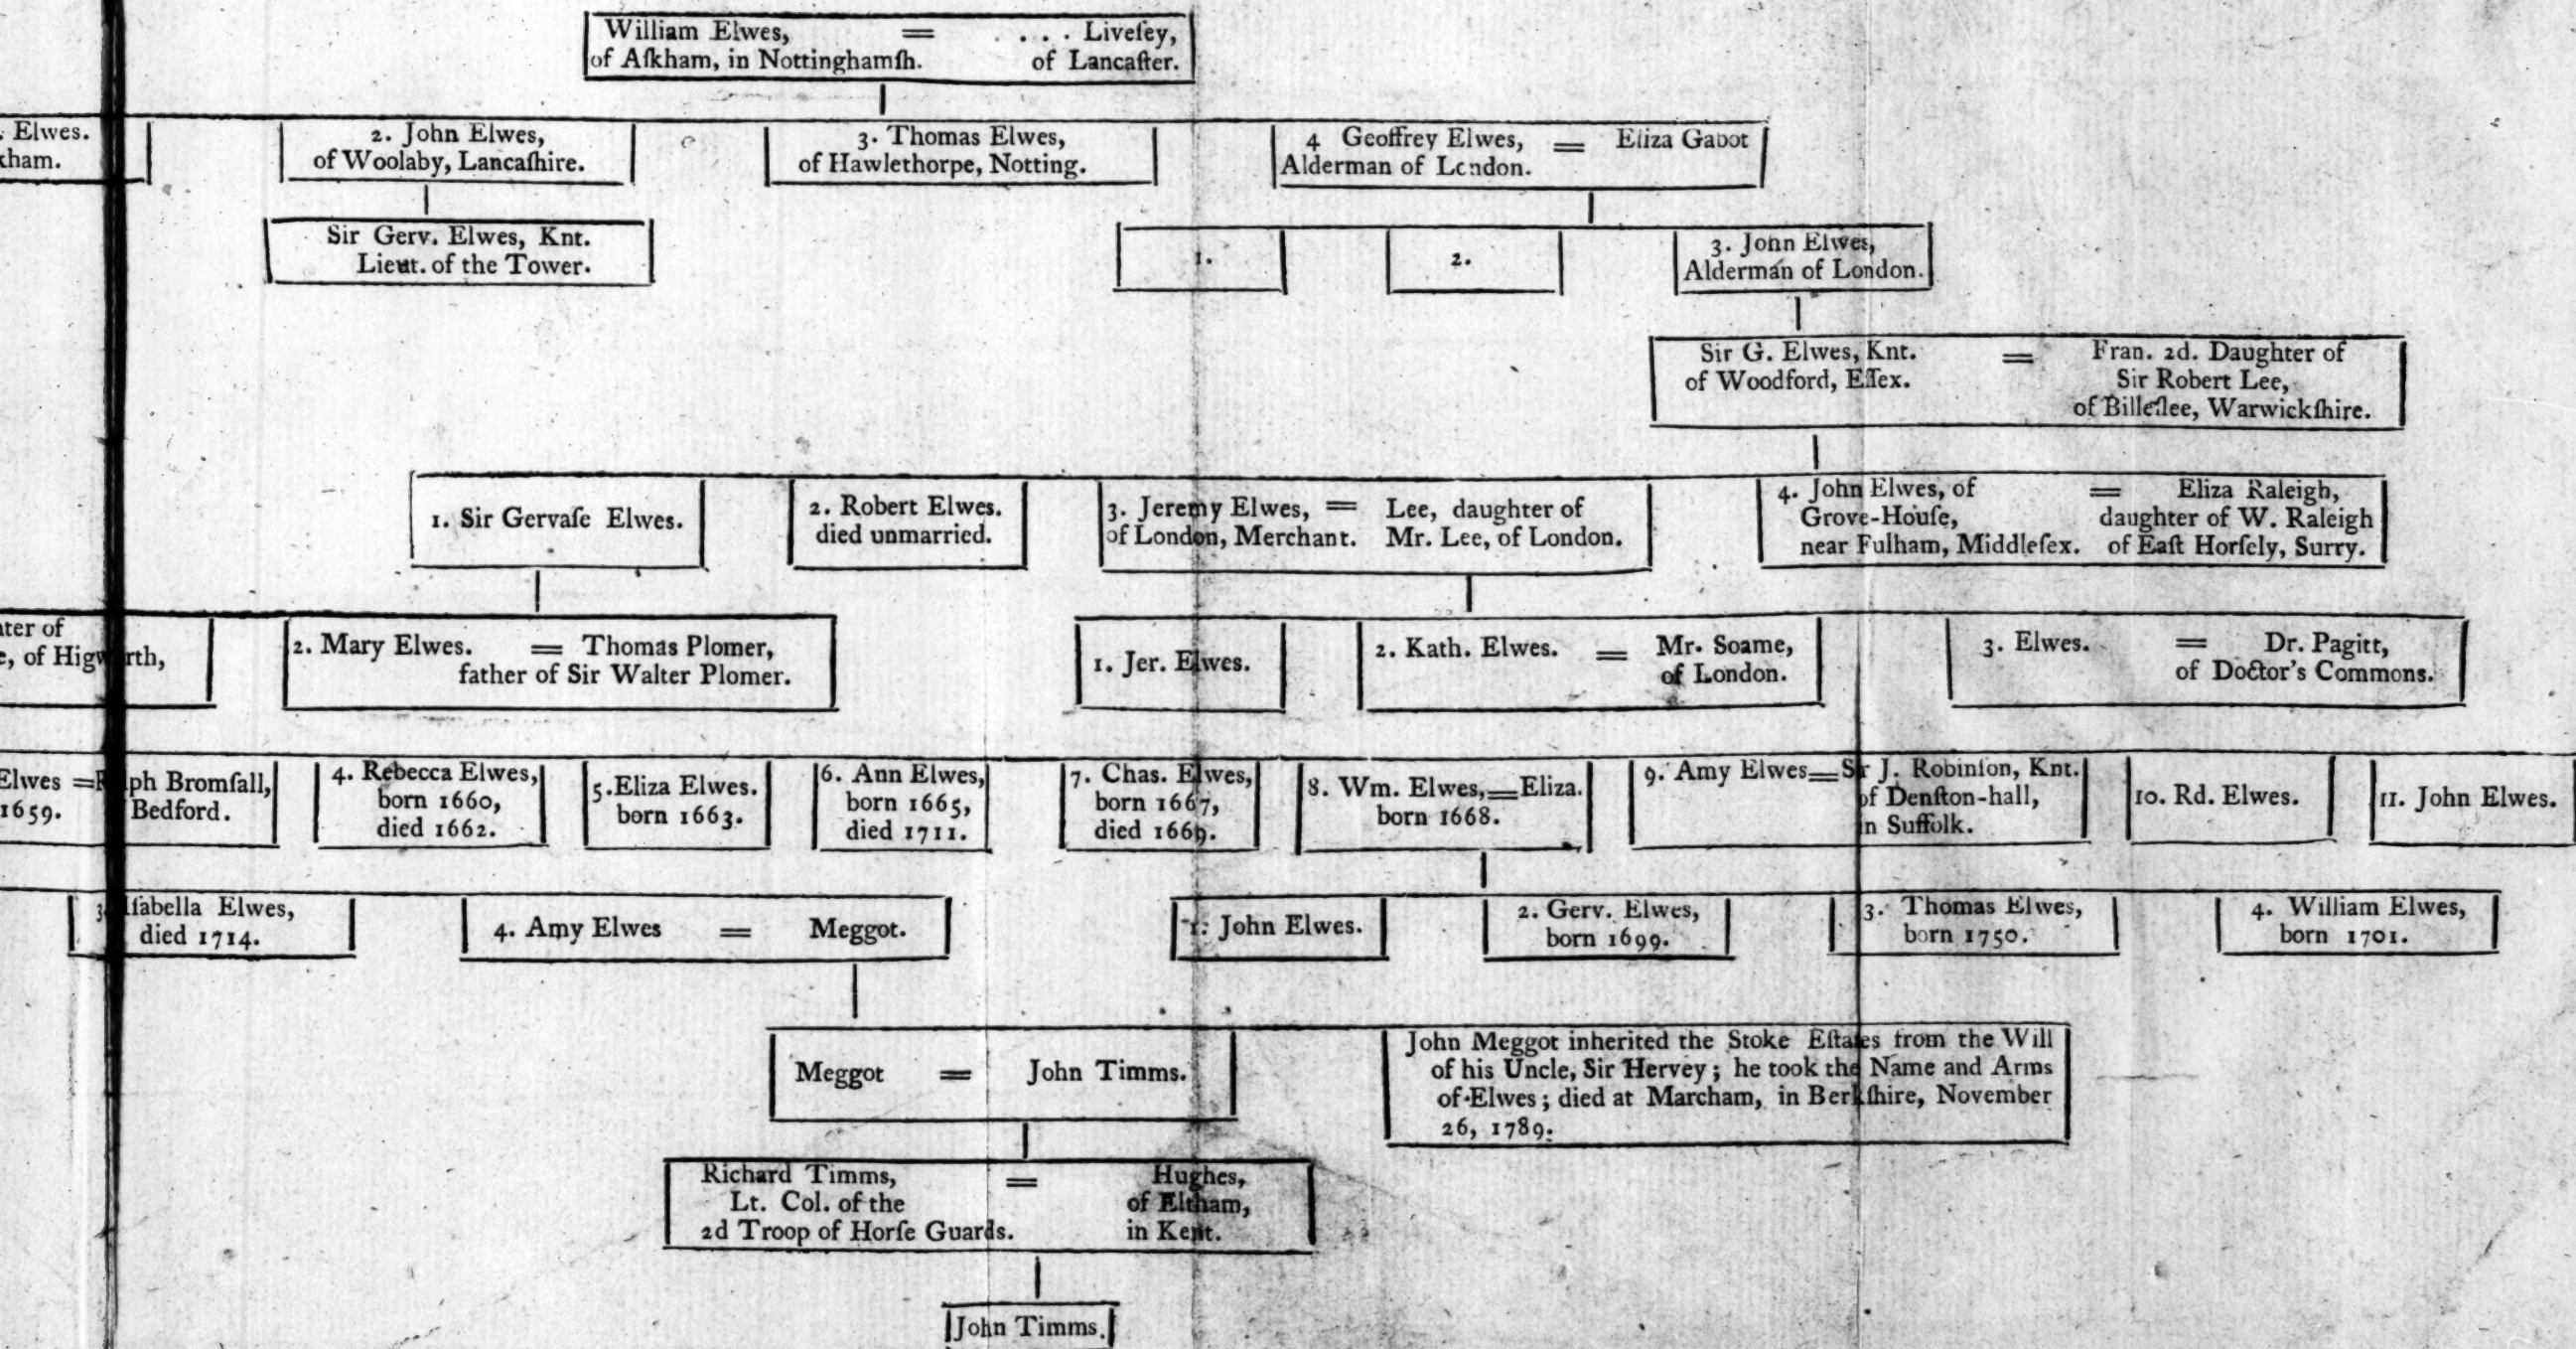 William Elwes, = . . . Liveſey,
of Aſkham, in Nottinghamſh. of Lancaſter.
. Elwes.
kham.
2. John Elwes,
of Woolaby, Lancaſhire.
3. Thomas Elwes,
of Hawlethorpe, Notting.
4 Geoffrey Elwes, = Eliza Gabot
Alderman of London.
Sir Gerv. Elwes, Knt.
Lieut. of the Tower.
1.
2.
3. John Elwes,
Alderman of London.
Sir G. Elwes, Knt. = Fran. 2d. Daughter of
of Woodford, Eſſex. Sir Robert Lee,
of Billeſlee, Warwickſhire.
1. Sir Gervaſe Elwes.
2. Robert Elwes.
died unmarried.
3. Jeremy Elwes, = Lee, daughter of
of London, Merchant. Mr. Lee, of London.
4. John Elwes, of = Eliza Raleigh,
Grove-Houſe, daughter of W. Raleigh
near Fulham, Middleſex. of Eaſt Horſely, Surry.
ter of
, of Higworth,
2. Mary Elwes. = Thomas Plomer,
father of Sir Walter Plomer.
1. Jer. Elwes.
2. Kath. Elwes. = Mr. Soame,
of London.
3. Elwes. = Dr. Pagitt,
of Doctor's Commons.
Elwes = Ralph Bromſall,
1659. Bedford.
4. Rebecca Elwes,
born 1660,
died 1662.
5. Eliza Elwes.
born 1663.
6. Ann Elwes,
born 1665,
died 1711.
7. Chas. Elwes,
born 1667,
died 1669.
8. Wm. Elwes, = Eliza.
born 1668.
9. Amy Elwes = Sir J. Robinſon, Knt.
of Denſton-hall,
in Suffolk.
10. Rd. Elwes.
11. John Elwes.
3. Iſabella Elwes,
died 1714.
4. Amy Elwes = Meggot.
1. John Elwes.
2. Gerv. Elwes,
born 1699.
3. Thomas Elwes,
born 1750.
4. William Elwes,
born 1701.
Meggot = John Timms.
John Meggot inherited the Stoke Eſtates from the Will
of his Uncle, Sir Hervey; he took the Name and Arms
of Elwes; died at Marcham, in Berkſhire, November
26, 1789.
Richard Timms, = Hughes,
Lt. Col. of the of Eltham,
2d Troop of Horſe Guards. in Kent.
John Timms.